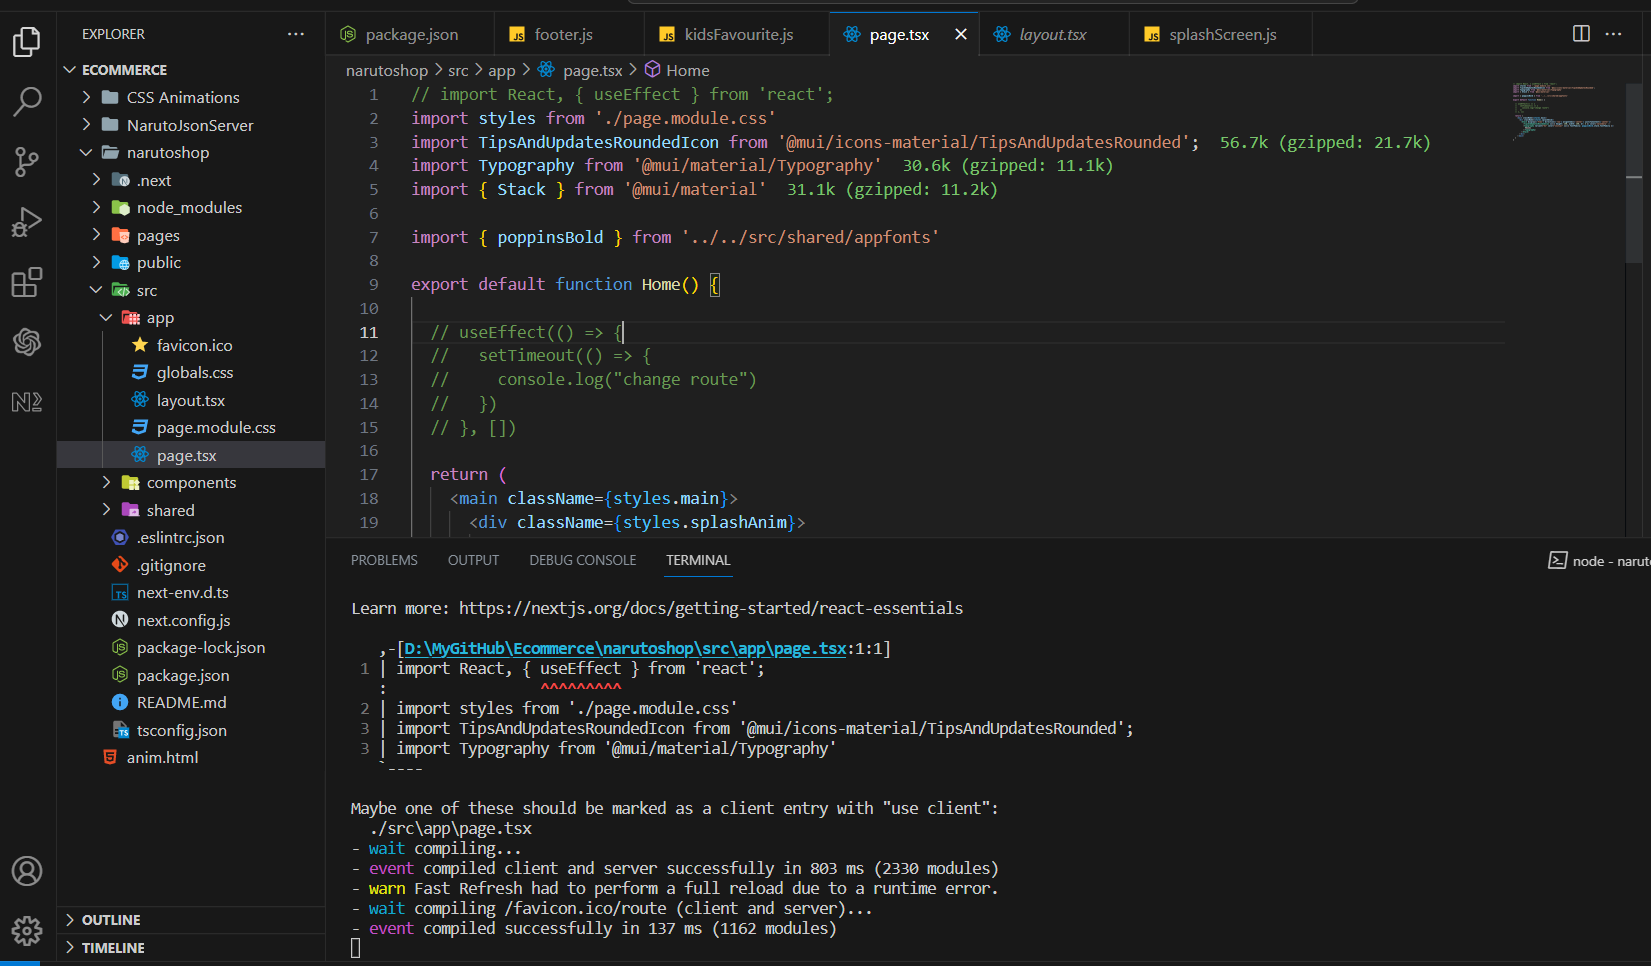 EXPLORER
ECOMMERCE
CSS Animations
NarutoJsonServer
narutoshop
.next
node_modules
pages
public
src
app
favicon.ico
globals.css
layout.tsx
page.module.css
page.tsx
components
shared
.eslintrc.json
.gitignore
next-env.d.ts
next.config.js
package-lock.json
package.json
README.md
tsconfig.json
anim.html
OUTLINE
TIMELINE
package.json footer.js kidsFavourite.js page.tsx layout.tsx splashScreen.js
narutoshop > src > app > page.tsx > Home
1 // import React, { useEffect } from 'react';
2 import styles from './page.module.css'
3 import TipsAndUpdatesRoundedIcon from '@mui/icons-material/TipsAndUpdatesRounded'; 56.7k (gzipped: 21.7k)
4 import Typography from '@mui/material/Typography' 30.6k (gzipped: 11.1k)
5 import { Stack } from '@mui/material' 31.1k (gzipped: 11.2k)
6
7 import { poppinsBold } from '../../src/shared/appfonts'
8
9 export default function Home() {
10
11 // useEffect(() => {
12 // setTimeout(() => {
13 // console.log("change route")
14 // })
15 // }, [])
16
17 return (
18 <main className={styles.main}>
19 <div className={styles.splashAnim}>
PROBLEMS OUTPUT DEBUG CONSOLE TERMINAL
node - narut
Learn more: https://nextjs.org/docs/getting-started/react-essentials
,-[D:\MyGitHub\Ecommerce\narutoshop\src\app\page.tsx:1:1]
1 | import React, { useEffect } from 'react';
: ^^^^^^^^^
2 | import styles from './page.module.css'
3 | import TipsAndUpdatesRoundedIcon from '@mui/icons-material/TipsAndUpdatesRounded';
3 | import Typography from '@mui/material/Typography'
`----
Maybe one of these should be marked as a client entry with "use client":
./src\app\page.tsx
- wait compiling...
- event compiled client and server successfully in 803 ms (2330 modules)
- warn Fast Refresh had to perform a full reload due to a runtime error.
- wait compiling /favicon.ico/route (client and server)...
- event compiled successfully in 137 ms (1162 modules)